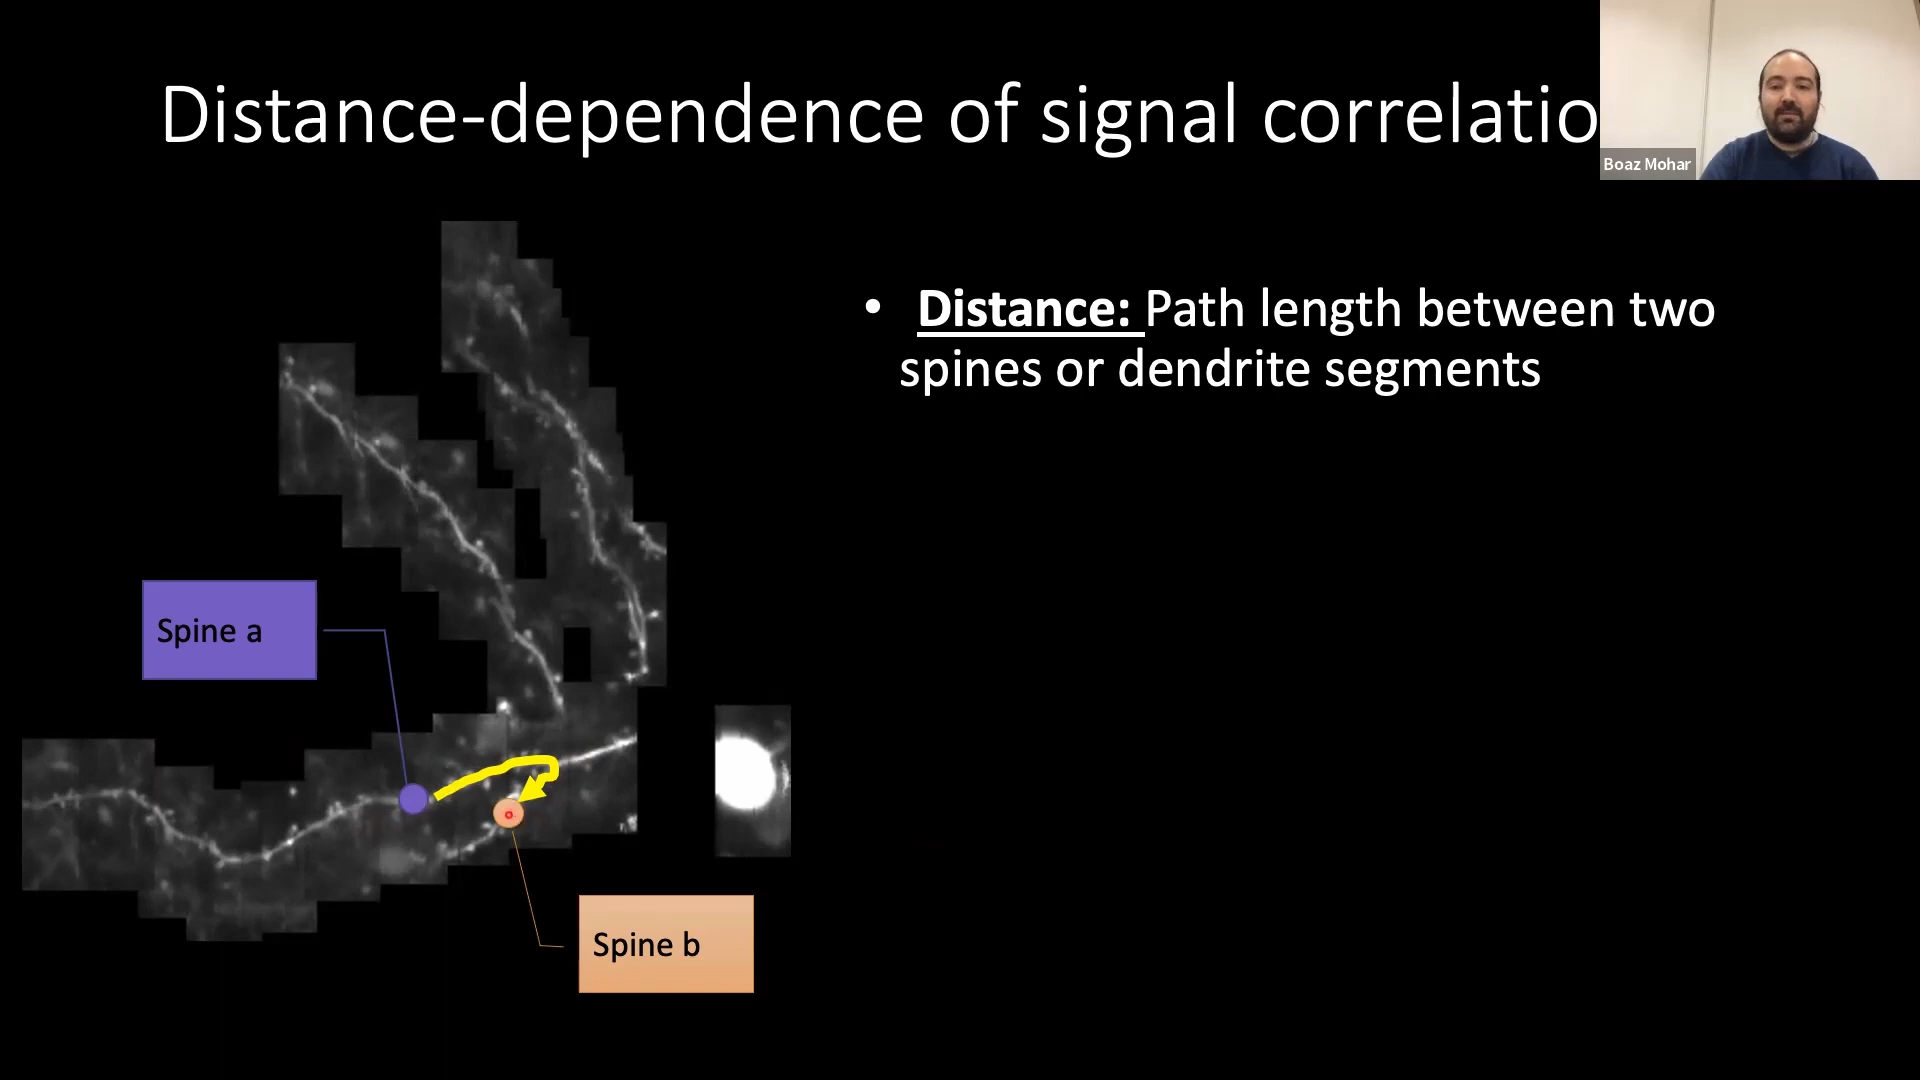 Distance-dependence of signal correlatio
Boaz Mohar
• Distance: Path length between two
spines or dendrite segments
Spine a
Spine b